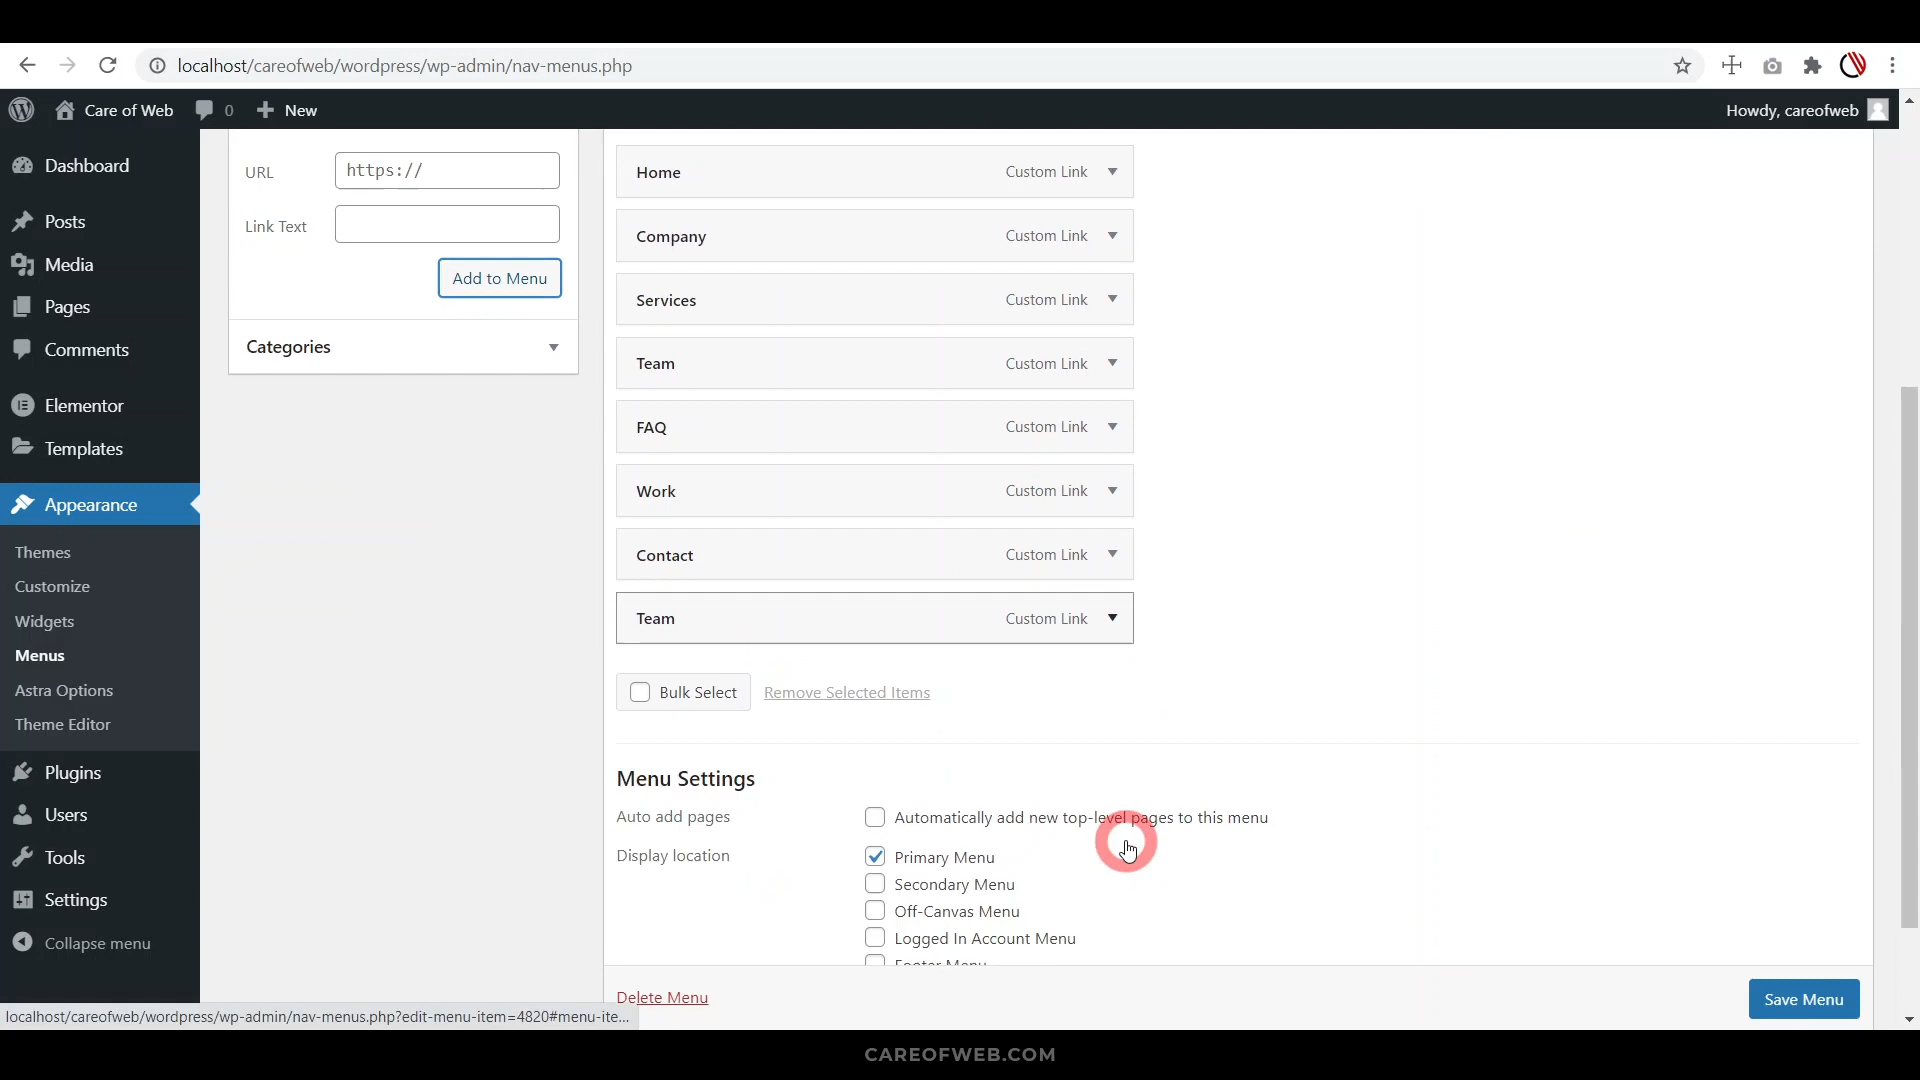 localhost/careofweb/wordpress/wp-admin/nav-menus.php
Care of Web 0 New Howdy, careofweb
Dashboard
Posts
Media
Pages
Comments
Elementor
Templates
Appearance
Themes
Customize
Widgets
Menus
Astra Options
Theme Editor
Plugins
Users
Tools
Settings
Collapse menu
URL https://
Link Text
Add to Menu
Categories
Home Custom Link
Company Custom Link
Services Custom Link
Team Custom Link
FAQ Custom Link
Work Custom Link
Contact Custom Link
Team Custom Link
Bulk Select Remove Selected Items
Menu Settings
Auto add pages Automatically add new top-level pages to this menu
Display location Primary Menu
Secondary Menu
Off-Canvas Menu
Logged In Account Menu
Footer Menu
Delete Menu Save Menu
localhost/careofweb/wordpress/wp-admin/nav-menus.php?edit-menu-item=4820#menu-ite...
CAREOFWEB.COM